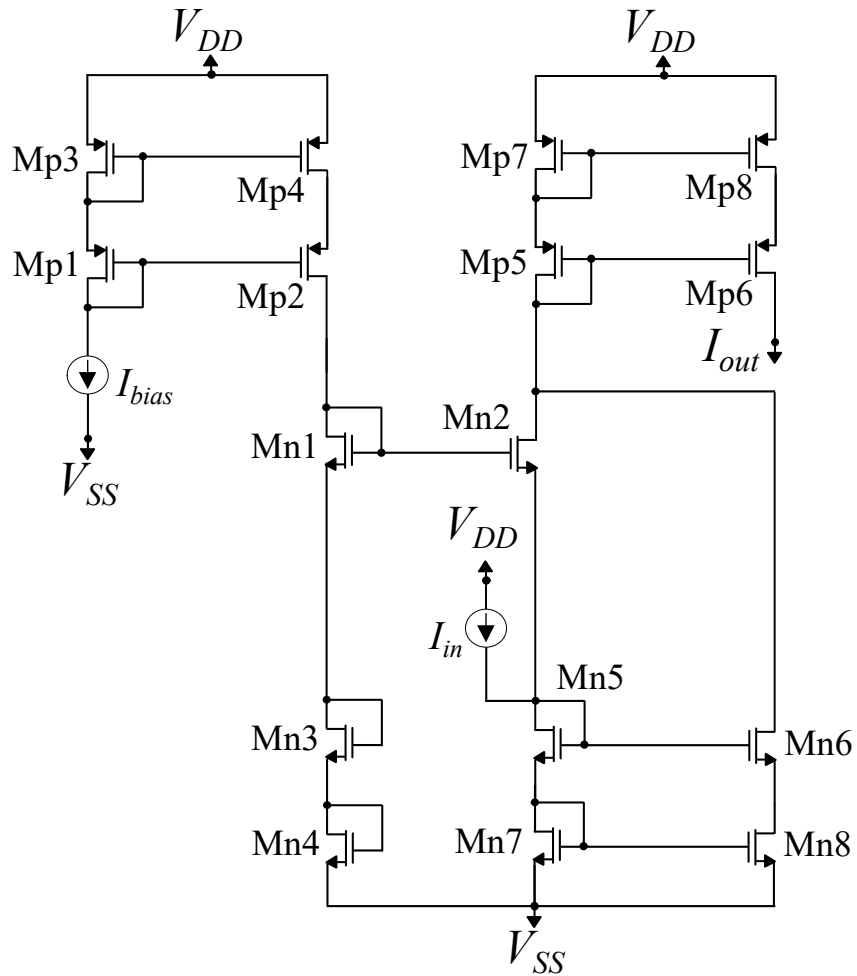 V_DD
V_DD
Mp3
Mp4
Mp7
Mp8
Mp1
Mp2
Mp5
Mp6
I_bias
I_out
V_SS
Mn1
Mn2
V_DD
I_in
Mn5
Mn3
Mn6
Mn4
Mn7
Mn8
V_SS